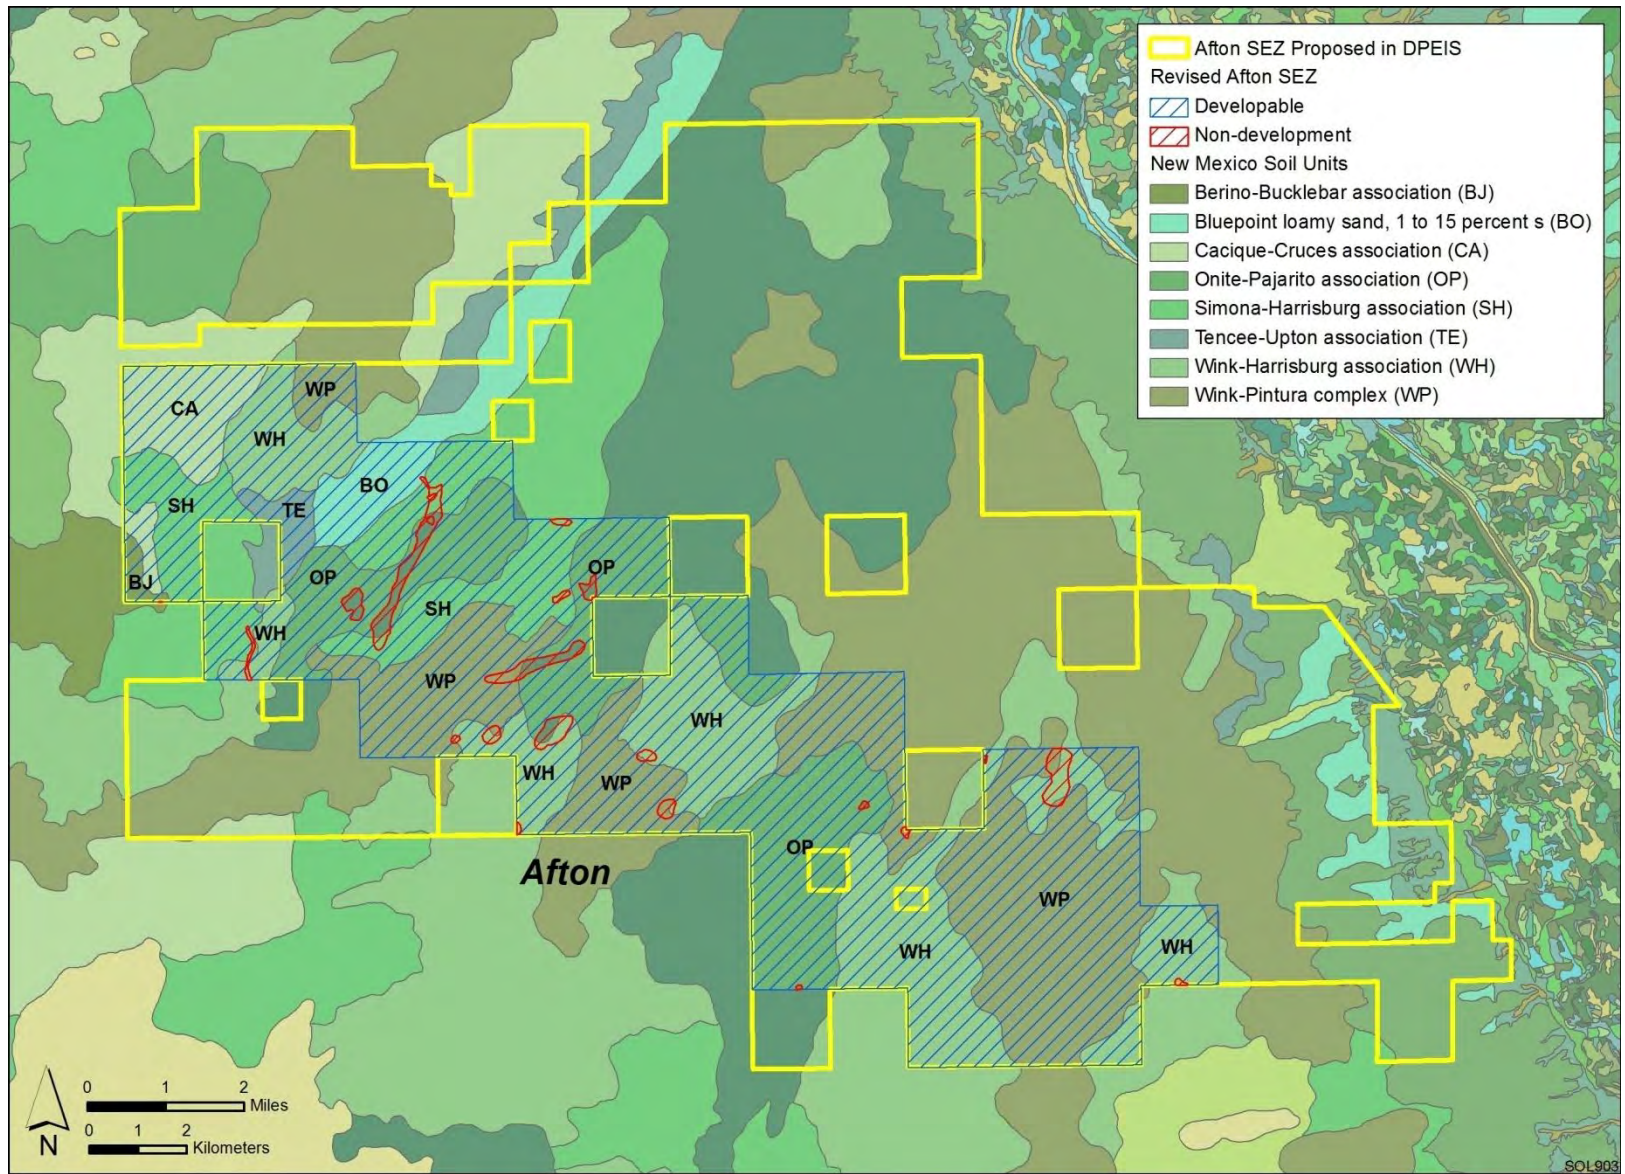 Afton SEZ Proposed in DPEIS
Revised Afton SEZ
Developable
Non-development
New Mexico Soil Units
Berino-Bucklebar association (BJ)
Bluepoint loamy sand, 1 to 15 percent s (BO)
Cacique-Cruces association (CA)
Onite-Pajarito association (OP)
Simona-Harrisburg association (SH)
Tencee-Upton association (TE)
Wink-Harrisburg association (WH)
Wink-Pintura complex (WP)
WP
CA
WH
BO
SH
TE
OP
OP
BJ
SH
WH
WP
WH
WH
WP
OP
Afton
WP
WH
WH
0 1 2
Miles
0 1 2
Kilometers
N
SOL903